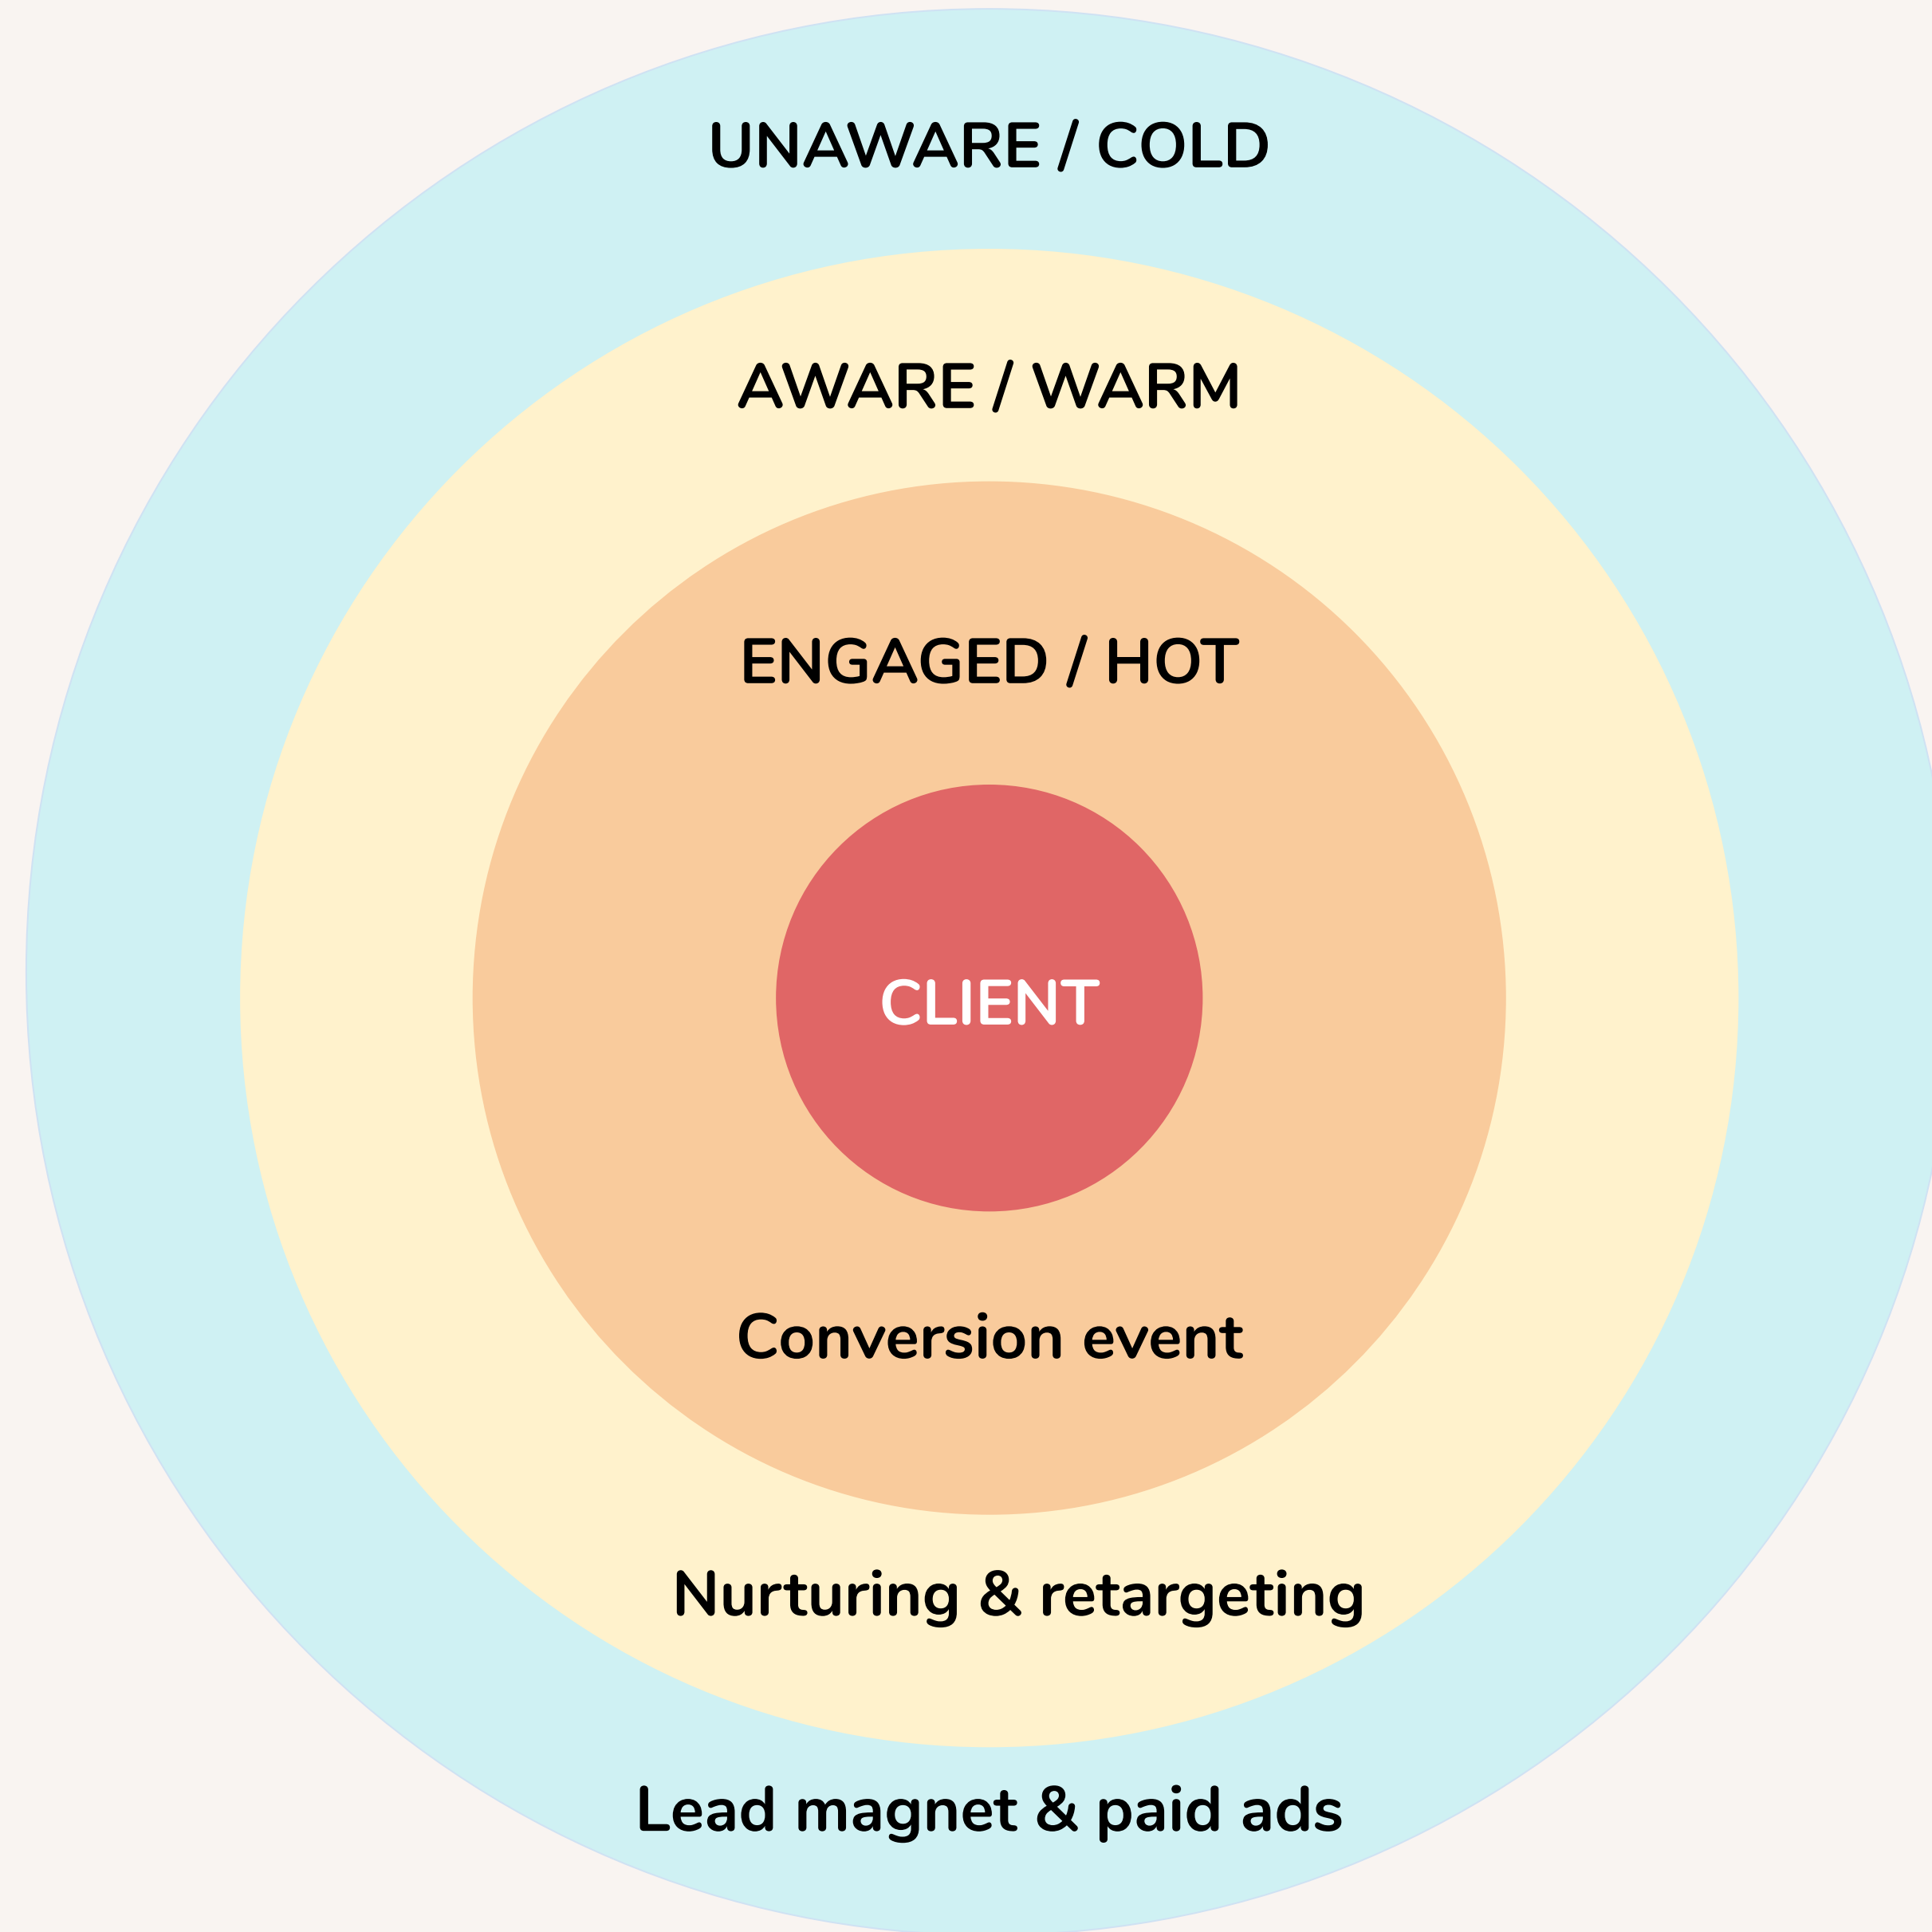 UNAWARE / COLD
AWARE / WARM
ENGAGED / HOT
CLIENT
Conversion event
Nurturing & retargeting
Lead magnet & paid ads